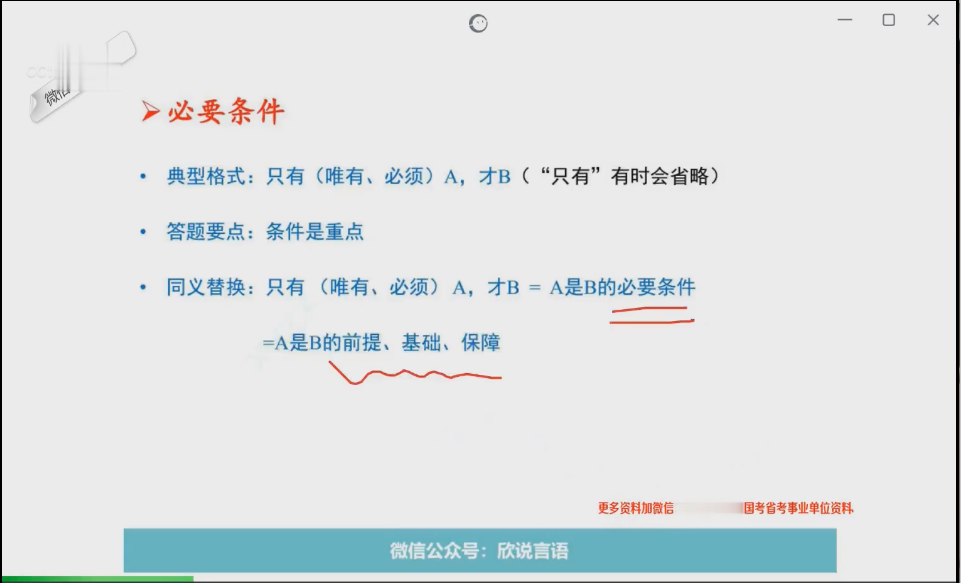 微信
必要条件
• 典型格式：只有（唯有、必须）A，才B（“只有”有时会省略）
• 答题要点：条件是重点
• 同义替换：只有 （唯有、必须） A，才B = A是B的必要条件
=A是B的前提、基础、保障
更多资料加微信 国考省考事业单位资料
微信公众号：欣说言语